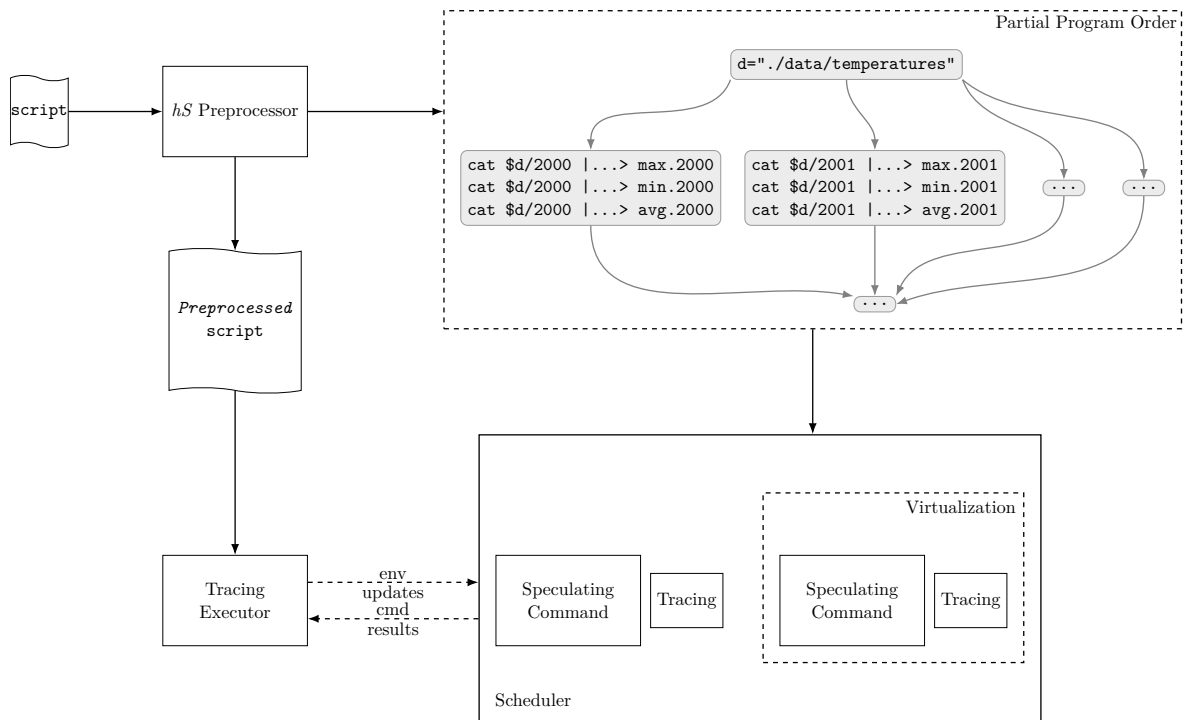 Partial Program Order
d="./data/temperatures"
script
hS Preprocessor
cat $d/2000 |...> max.2000
cat $d/2000 |...> min.2000
cat $d/2000 |...> avg.2000
cat $d/2001 |...> max.2001
cat $d/2001 |...> min.2001
cat $d/2001 |...> avg.2001
...
...
...
Preprocessed
script
Virtualization
Tracing
Executor
env
updates
cmd
results
Speculating
Command
Tracing
Speculating
Command
Tracing
Scheduler